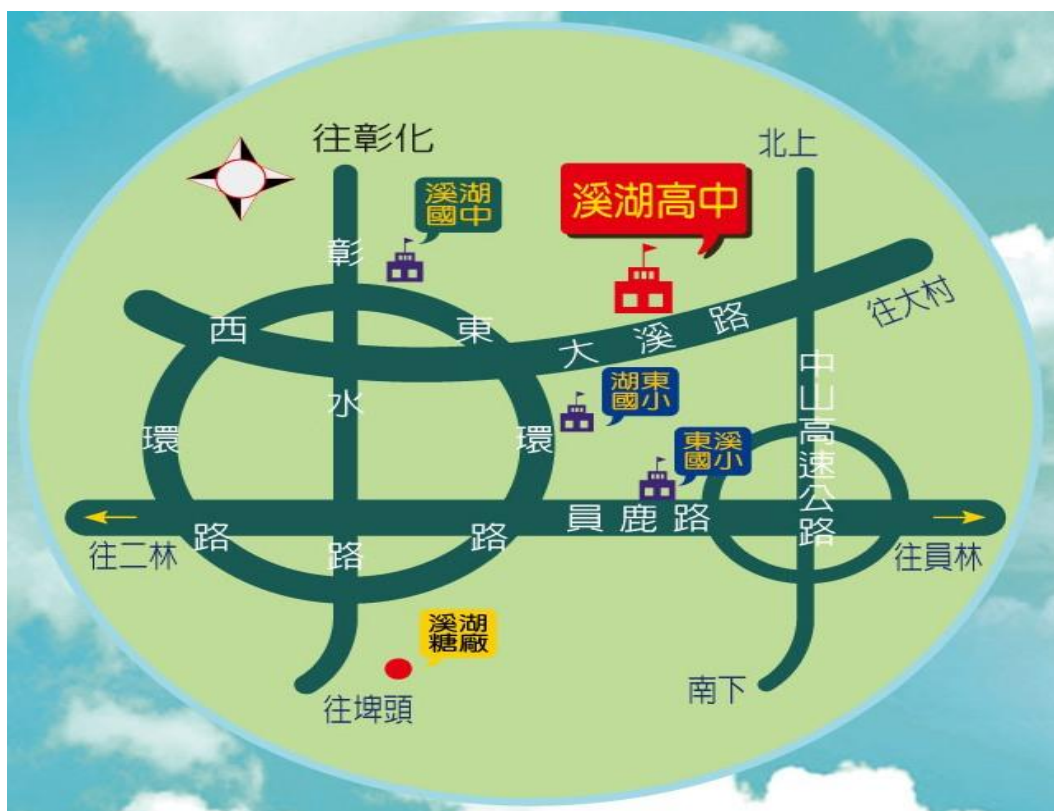 往彰化
北上
溪湖
國中
溪湖高中
彰水路
西環路
東環路
大溪路
往大村
中山高速公路
湖東
國小
東溪
國小
員鹿路
往二林
往員林
溪湖
糖廠
往埤頭
南下